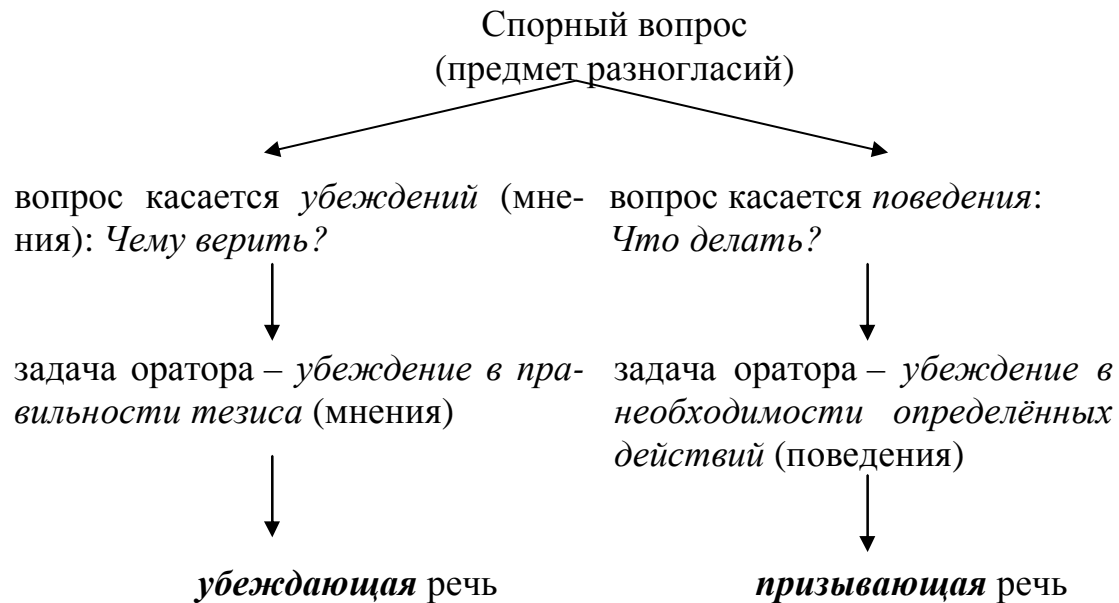 Спорный вопрос
(предмет разногласий)
вопрос касается убеждений (мне-
ния): Чему верить?
вопрос касается поведения:
Что делать?
задача оратора – убеждение в пра-
вильности тезиса (мнения)
задача оратора – убеждение в
необходимости определённых
действий (поведения)
убеждающая речь
призывающая речь